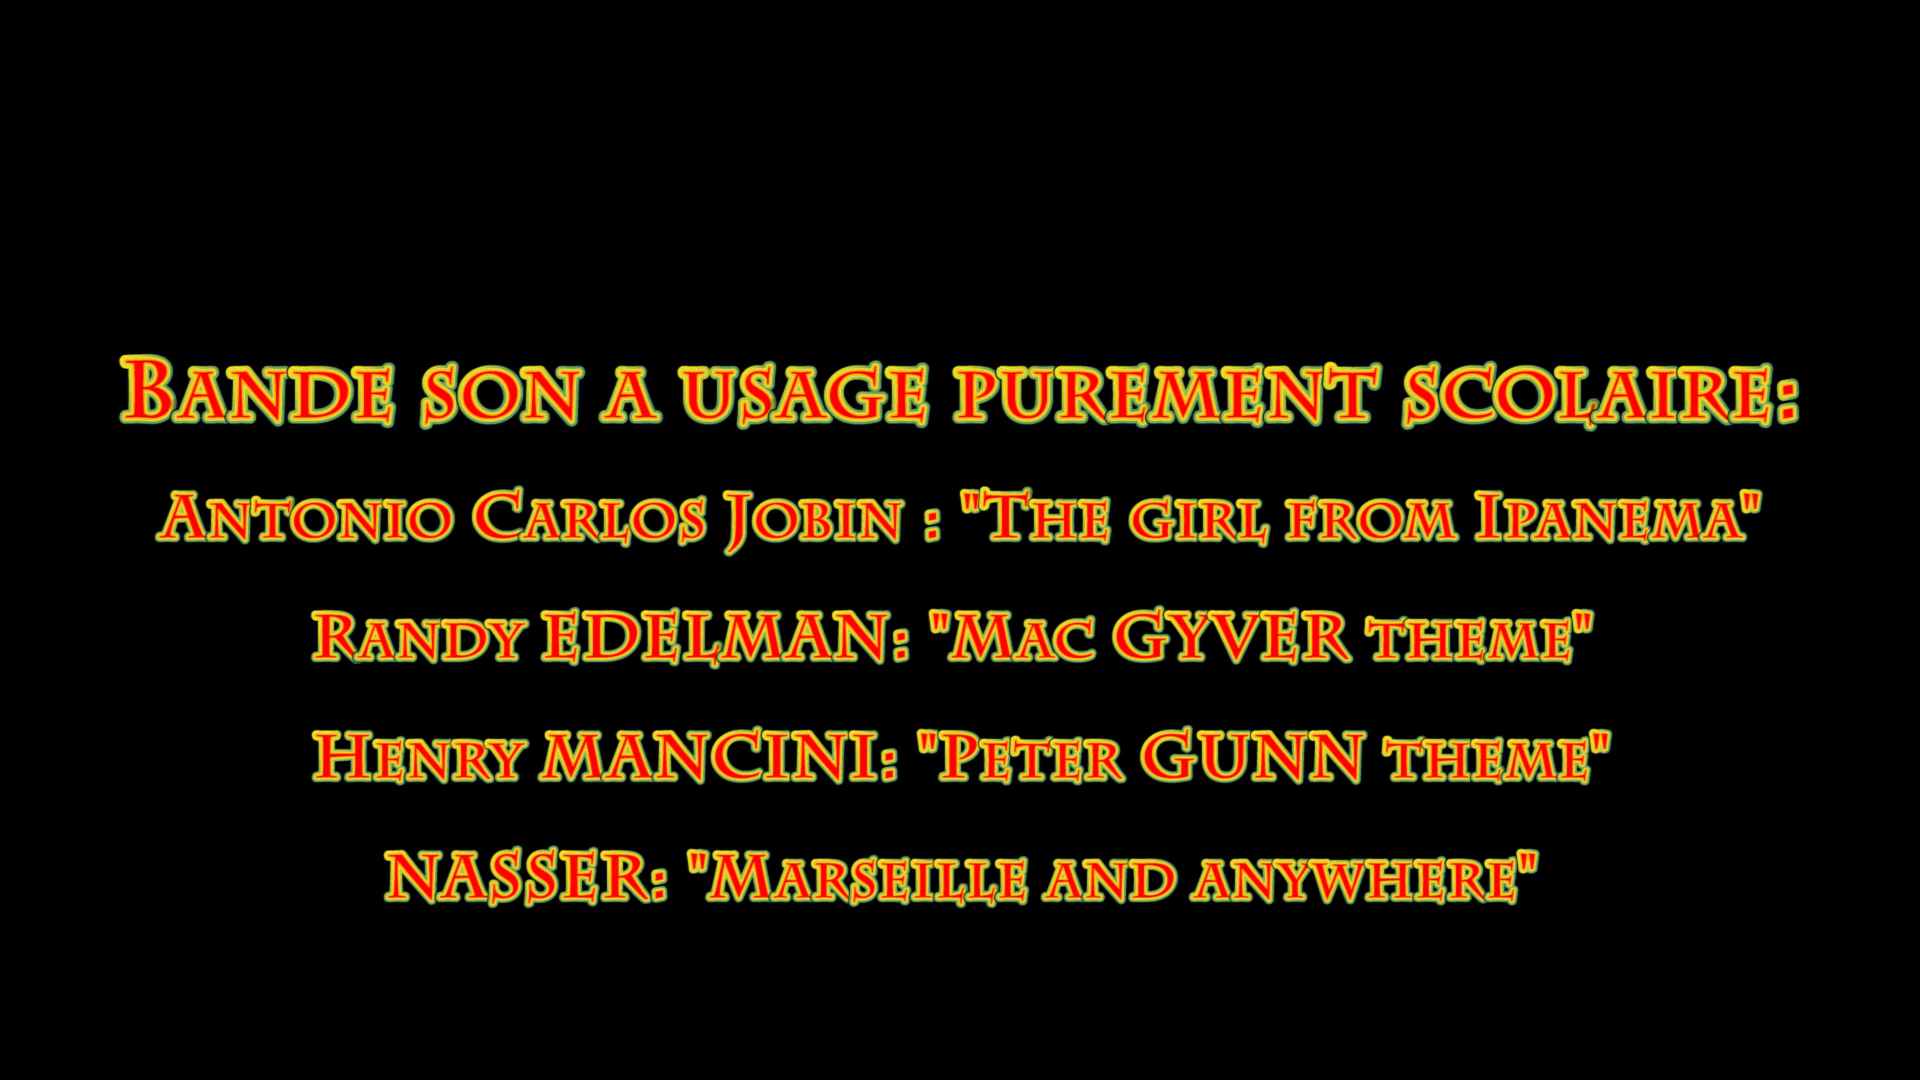 Bande son a usage purement scolaire:
Antonio Carlos Jobin : "The girl from Ipanema"
Randy EDELMAN: "Mac GYVER theme"
Henry MANCINI: "Peter GUNN theme"
NASSER: "Marseille and anywhere"